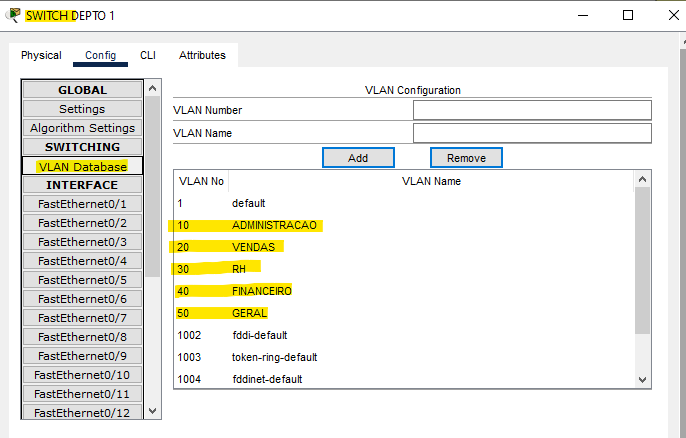 SWITCH DEPTO 1
Physical Config CLI Attributes
GLOBAL
Settings
Algorithm Settings
SWITCHING
VLAN Database
INTERFACE
FastEthernet0/1
FastEthernet0/2
FastEthernet0/3
FastEthernet0/4
FastEthernet0/5
FastEthernet0/6
FastEthernet0/7
FastEthernet0/8
FastEthernet0/9
FastEthernet0/10
FastEthernet0/11
FastEthernet0/12
VLAN Configuration
VLAN Number
VLAN Name
Add Remove
VLAN No VLAN Name
1 default
10 ADMINISTRACAO
20 VENDAS
30 RH
40 FINANCEIRO
50 GERAL
1002 fddi-default
1003 token-ring-default
1004 fddinet-default